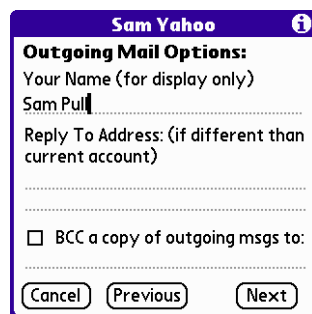 Sam Yahoo
Outgoing Mail Options:
Your Name (for display only)
Sam Pull
Reply To Address: (if different than
current account)
BCC a copy of outgoing msgs to:
Cancel Previous Next